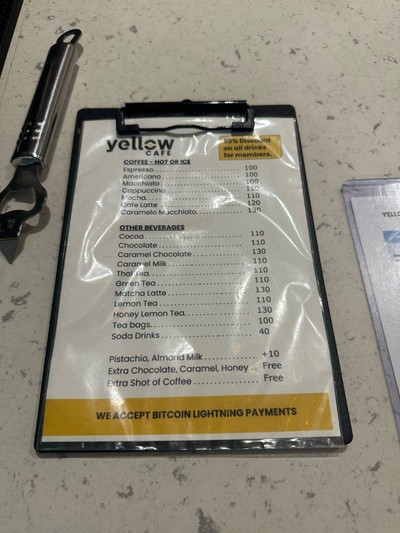 yellow
CAFE
50% Discount
on all drinks
for members.
COFFEE - HOT OR ICE
Espresso 100
Americano 100
Macchiato 100
Cappuccino 110
Mocha 110
Cafe Latte 120
Caramelo Macchiato 120
OTHER BEVERAGES
Cocoa 110
Chocolate 110
Caramel Chocolate 130
Caramel Milk 110
Thai Tea 110
Green Tea 110
Matcha Latte 130
Lemon Tea 110
Honey Lemon Tea 130
Tea bags 100
Soda Drinks 40
Pistachio, Almond Milk +10
Extra Chocolate, Caramel, Honey Free
Extra Shot of Coffee Free
WE ACCEPT BITCOIN LIGHTNING PAYMENTS